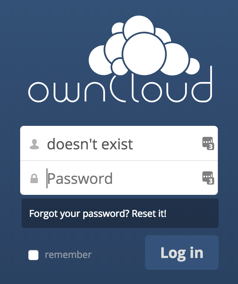 ownCloud
doesn't exist
Password
Forgot your password? Reset it!
remember
Log in